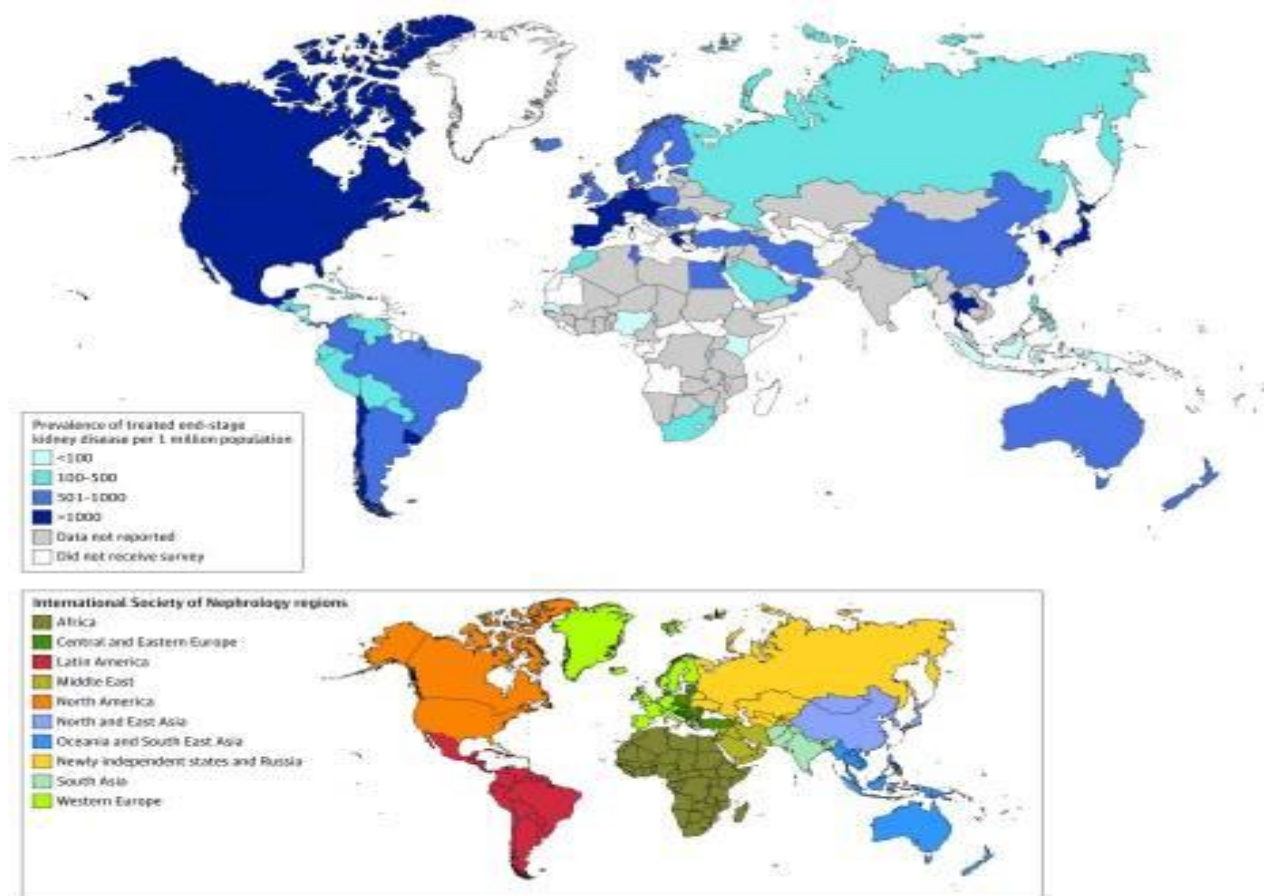 Prevalence of treated end-stage
kidney disease per 1 million population
<100
100–500
501–1000
>1000
Data not reported
Did not receive survey
International Society of Nephrology regions
Africa
Central and Eastern Europe
Latin America
Middle East
North America
North and East Asia
Oceania and South East Asia
Newly-independent states and Russia
South Asia
Western Europe